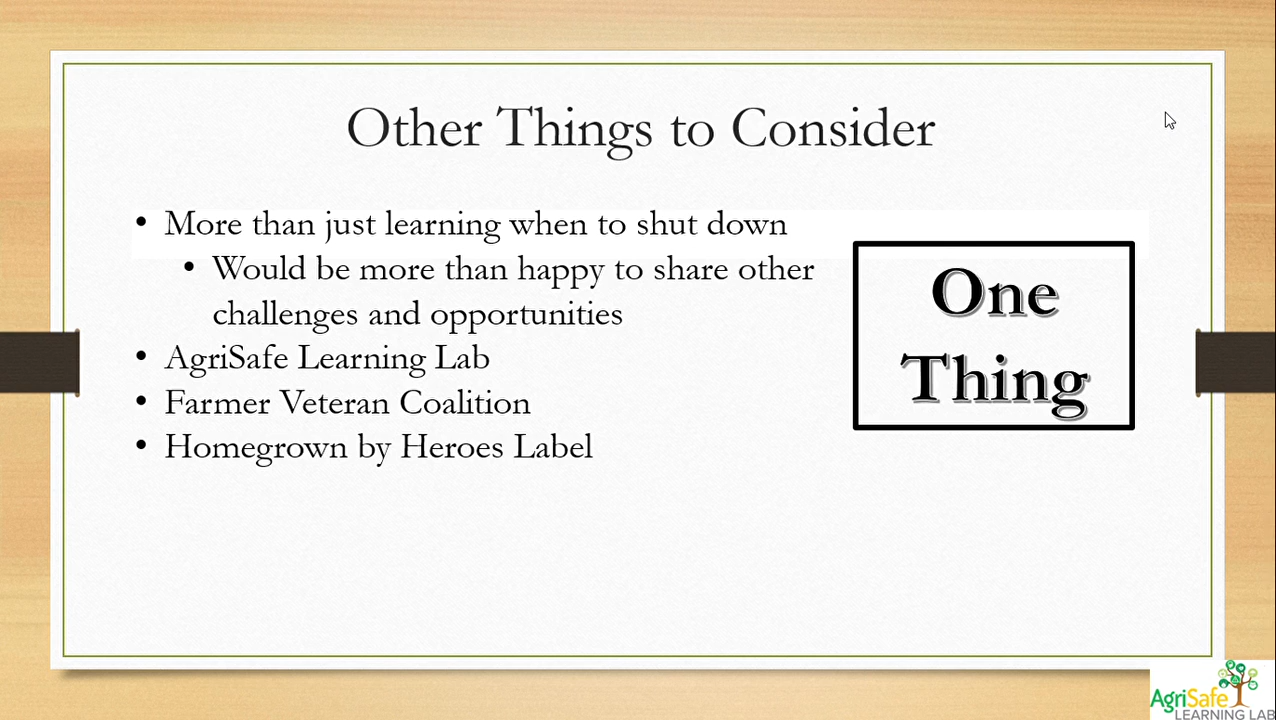 Other Things to Consider
• More than just learning when to shut down
• Would be more than happy to share other
challenges and opportunities
• AgriSafe Learning Lab
• Farmer Veteran Coalition
• Homegrown by Heroes Label
One
Thing
AgriSafe
LEARNING LAB